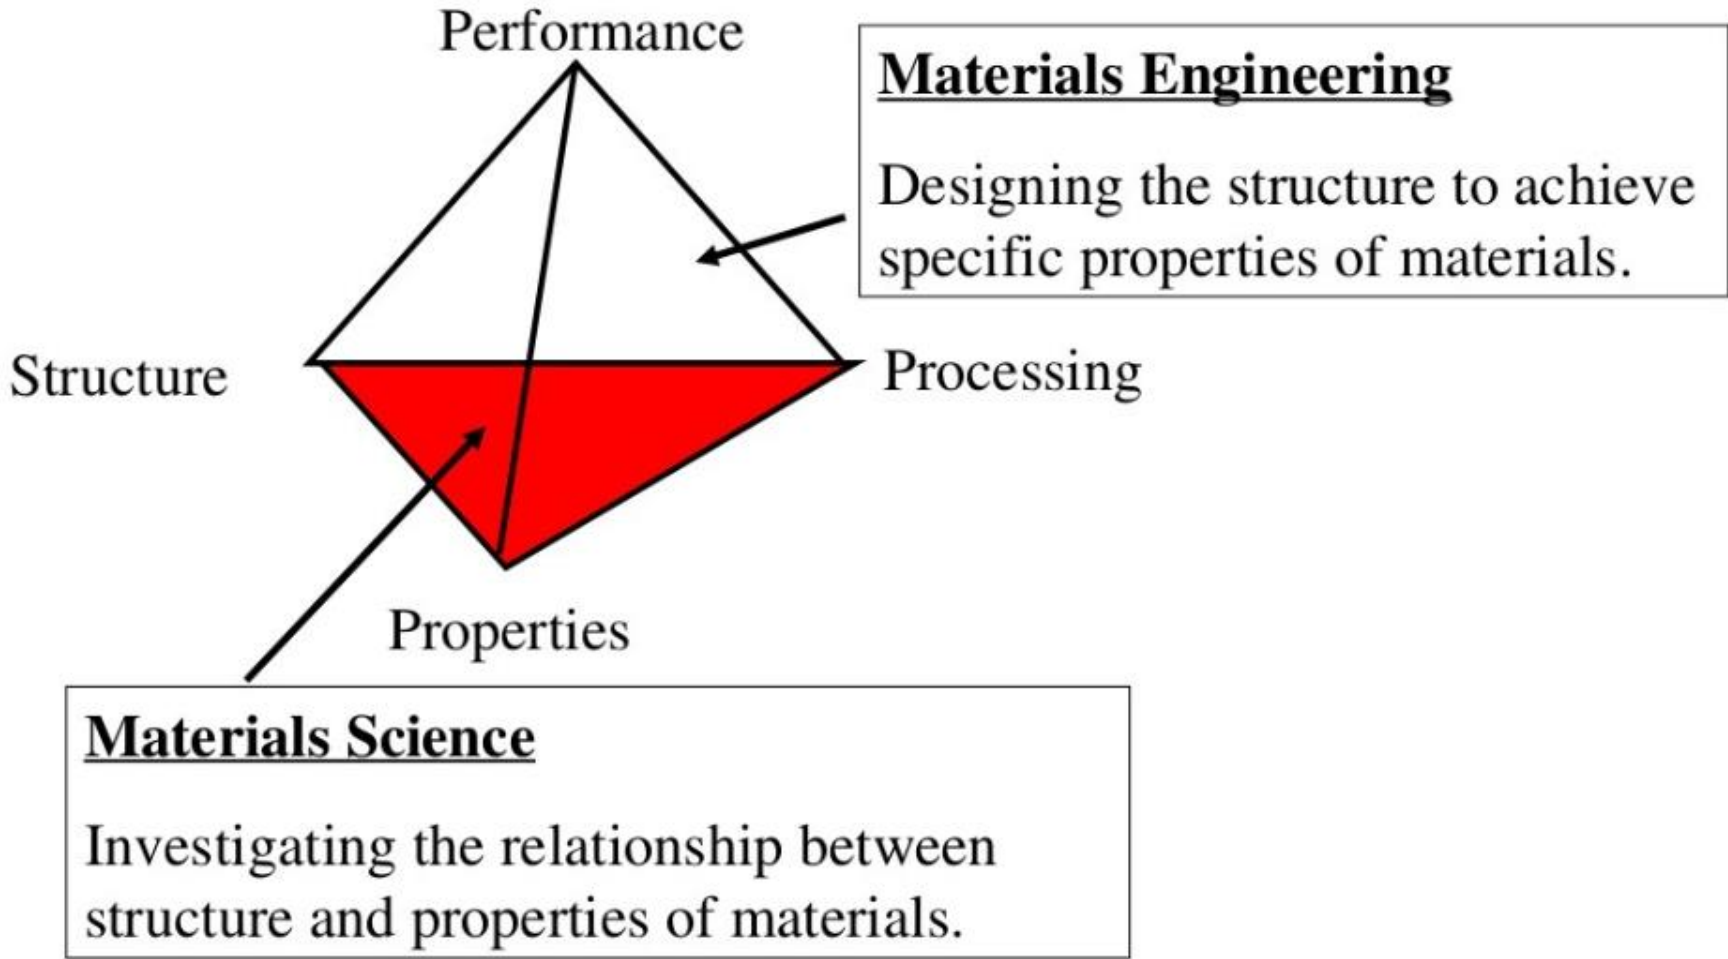 Performance
Materials Engineering
Designing the structure to achieve
specific properties of materials.
Structure
Processing
Properties
Materials Science
Investigating the relationship between
structure and properties of materials.